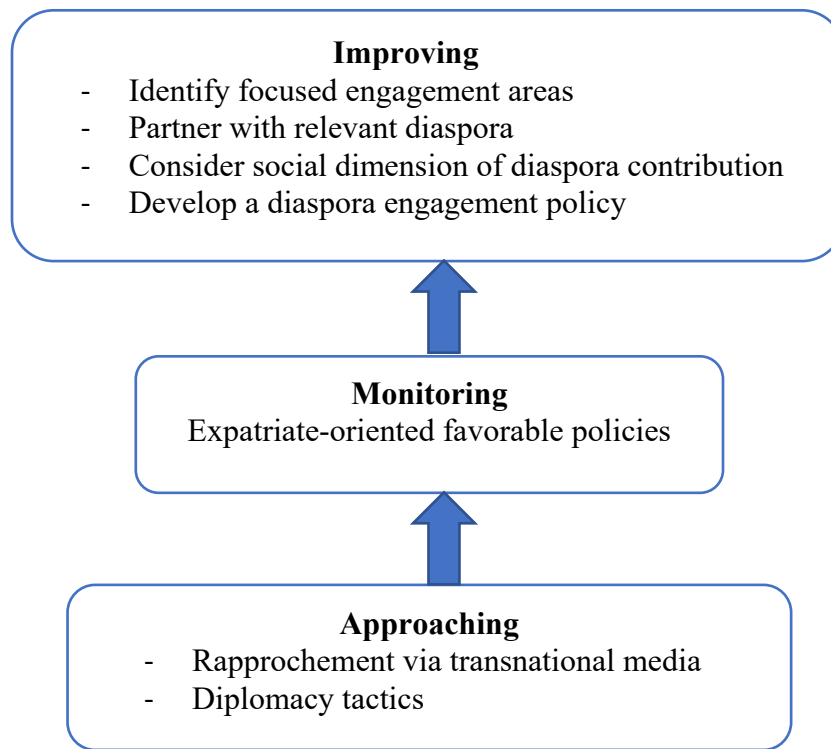 Improving
- Identify focused engagement areas
- Partner with relevant diaspora
- Consider social dimension of diaspora contribution
- Develop a diaspora engagement policy
Monitoring
Expatriate-oriented favorable policies
Approaching
- Rapprochement via transnational media
- Diplomacy tactics